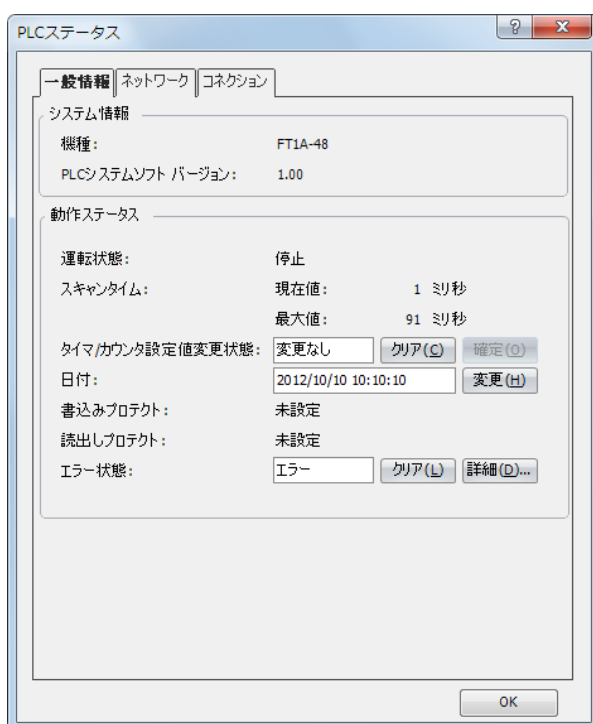 PLCステータス
一般情報 ネットワーク コネクション
システム情報
機種: FT1A-48
PLCシステムソフト バージョン: 1.00
動作ステータス
運転状態: 停止
スキャンタイム: 現在値: 1 ミリ秒
最大値: 91 ミリ秒
タイマ/カウンタ設定値変更状態: 変更なし クリア(C) 確定(O)
日付: 2012/10/10 10:10:10 変更(H)
書込みプロテクト: 未設定
読出しプロテクト: 未設定
エラー状態: エラー クリア(L) 詳細(D)...
OK